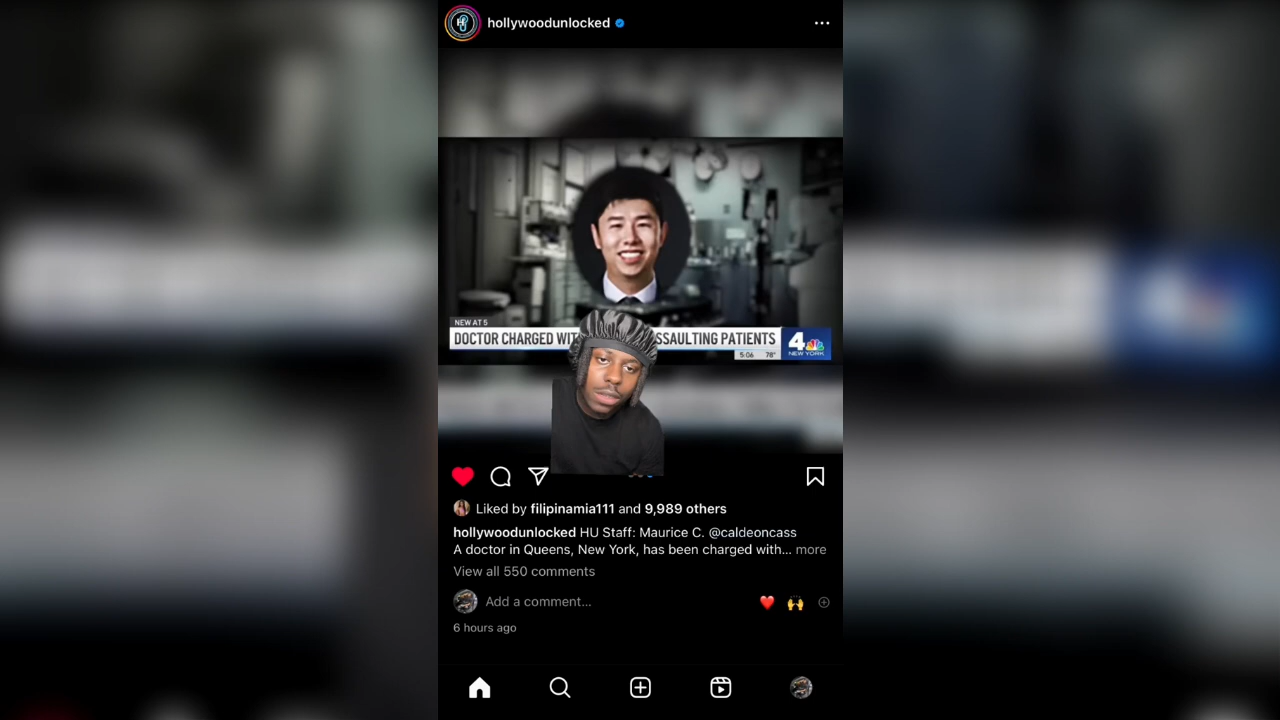 hollywoodunlocked
NEW AT 5
DOCTOR CHARGED WIT SSAULTING PATIENTS
4
NEW YORK
5:06 78°
Liked by filipinamia111 and 9,989 others
hollywoodunlocked HU Staff: Maurice C. @caldeoncass
A doctor in Queens, New York, has been charged with... more
View all 550 comments
Add a comment...
6 hours ago